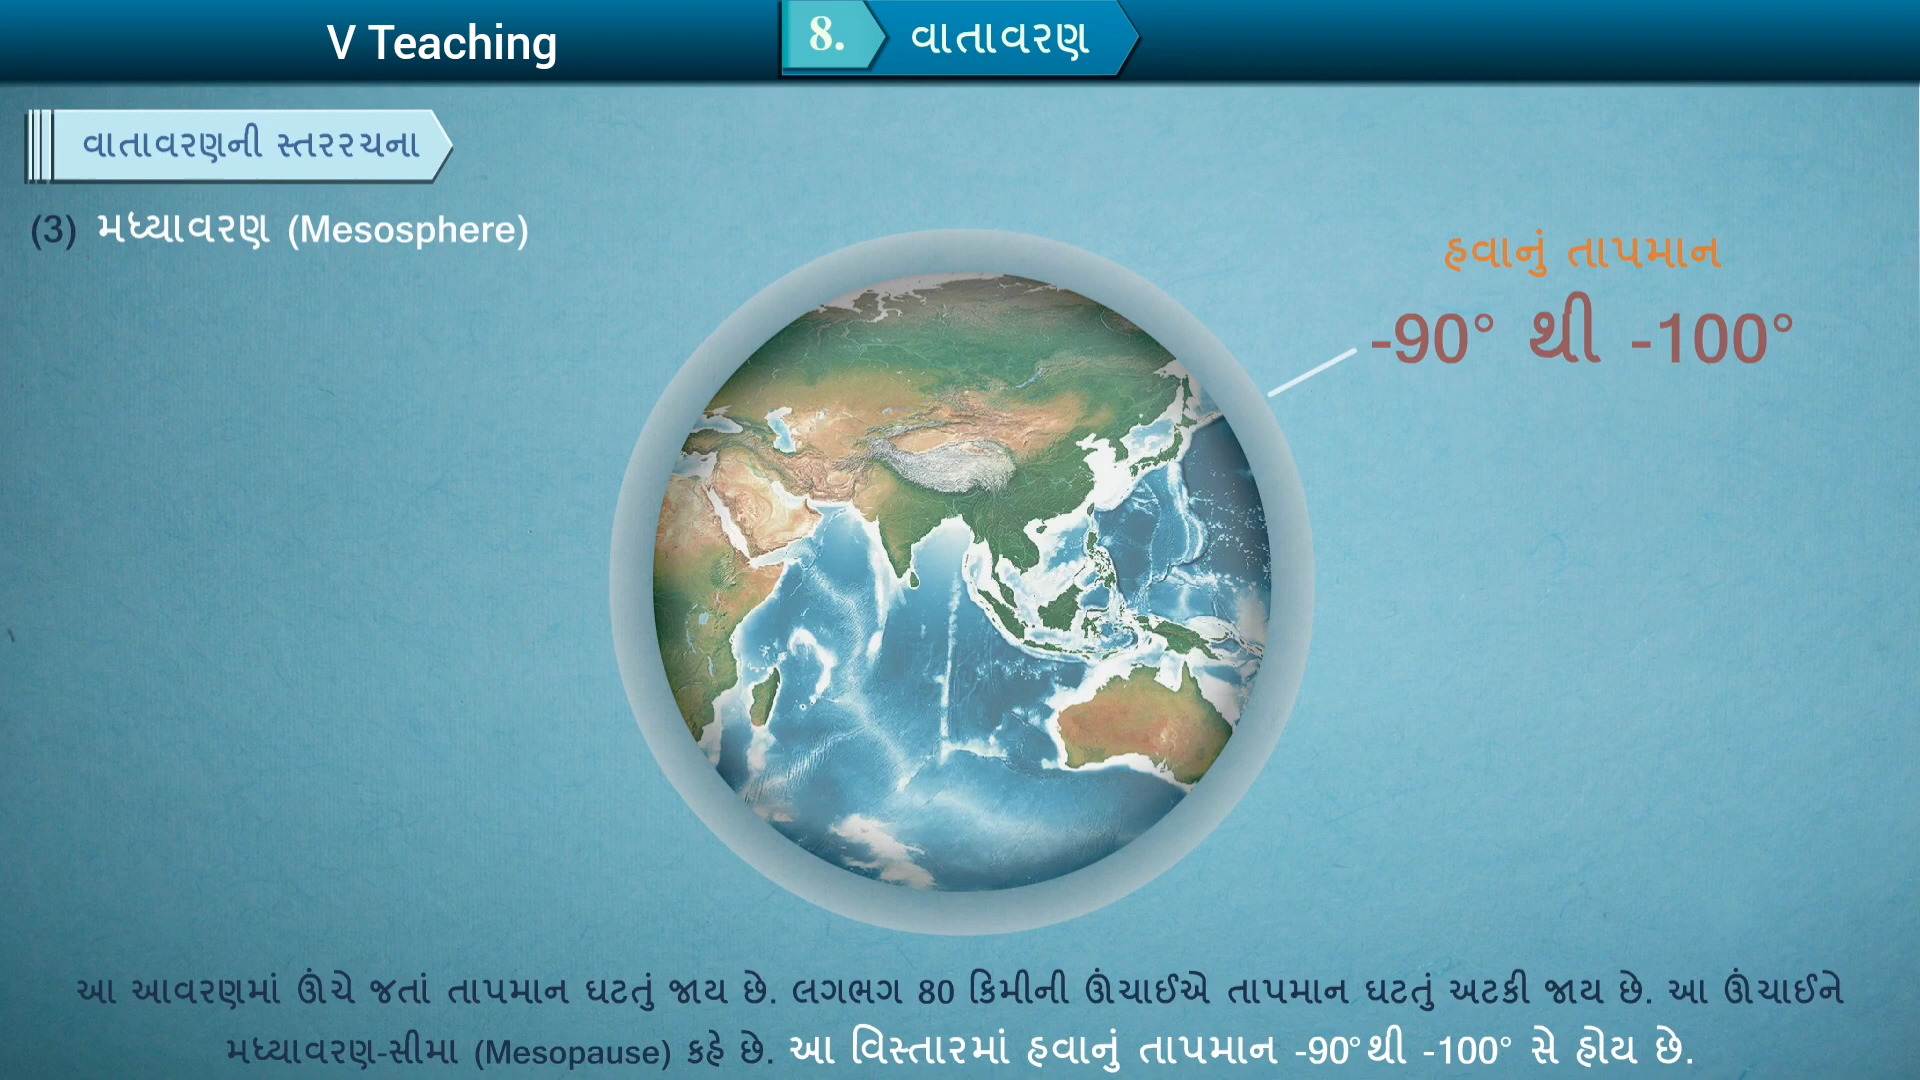 V Teaching
8. વાતાવરણ
વાતાવરણની સ્તરરચના
(3) મધ્યાવરણ (Mesosphere)
હવાનું તાપમાન
-90° થી -100°
આ આવરણમાં ઊંચે જતાં તાપમાન ઘટતું જાય છે. લગભગ 80 કિમીની ઊંચાઈએ તાપમાન ઘટતું અટકી જાય છે. આ ઊંચાઈને
મધ્યાવરણ-સીમા (Mesopause) કહે છે. આ વિસ્તારમાં હવાનું તાપમાન -90° થી -100° સે હોય છે.